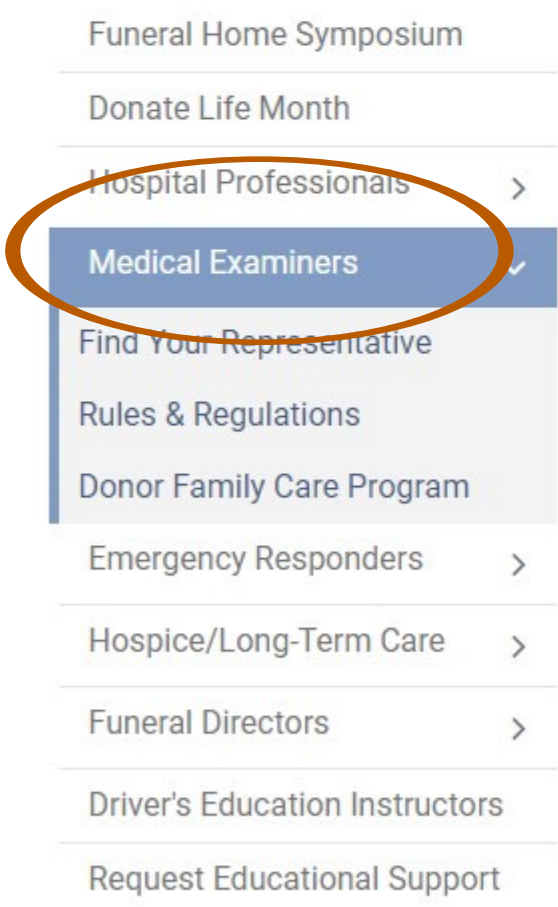 Funeral Home Symposium
Donate Life Month
Hospital Professionals
Medical Examiners
Find Your Representative
Rules & Regulations
Donor Family Care Program
Emergency Responders
Hospice/Long-Term Care
Funeral Directors
Driver's Education Instructors
Request Educational Support